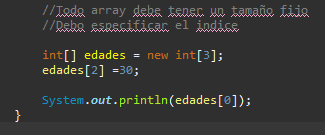 //Todo array debe tener un tamaño fijo
//Debo especificar el indice
int[] edades = new int[3];
edades[2] =30;
System.out.println(edades[0]);
}